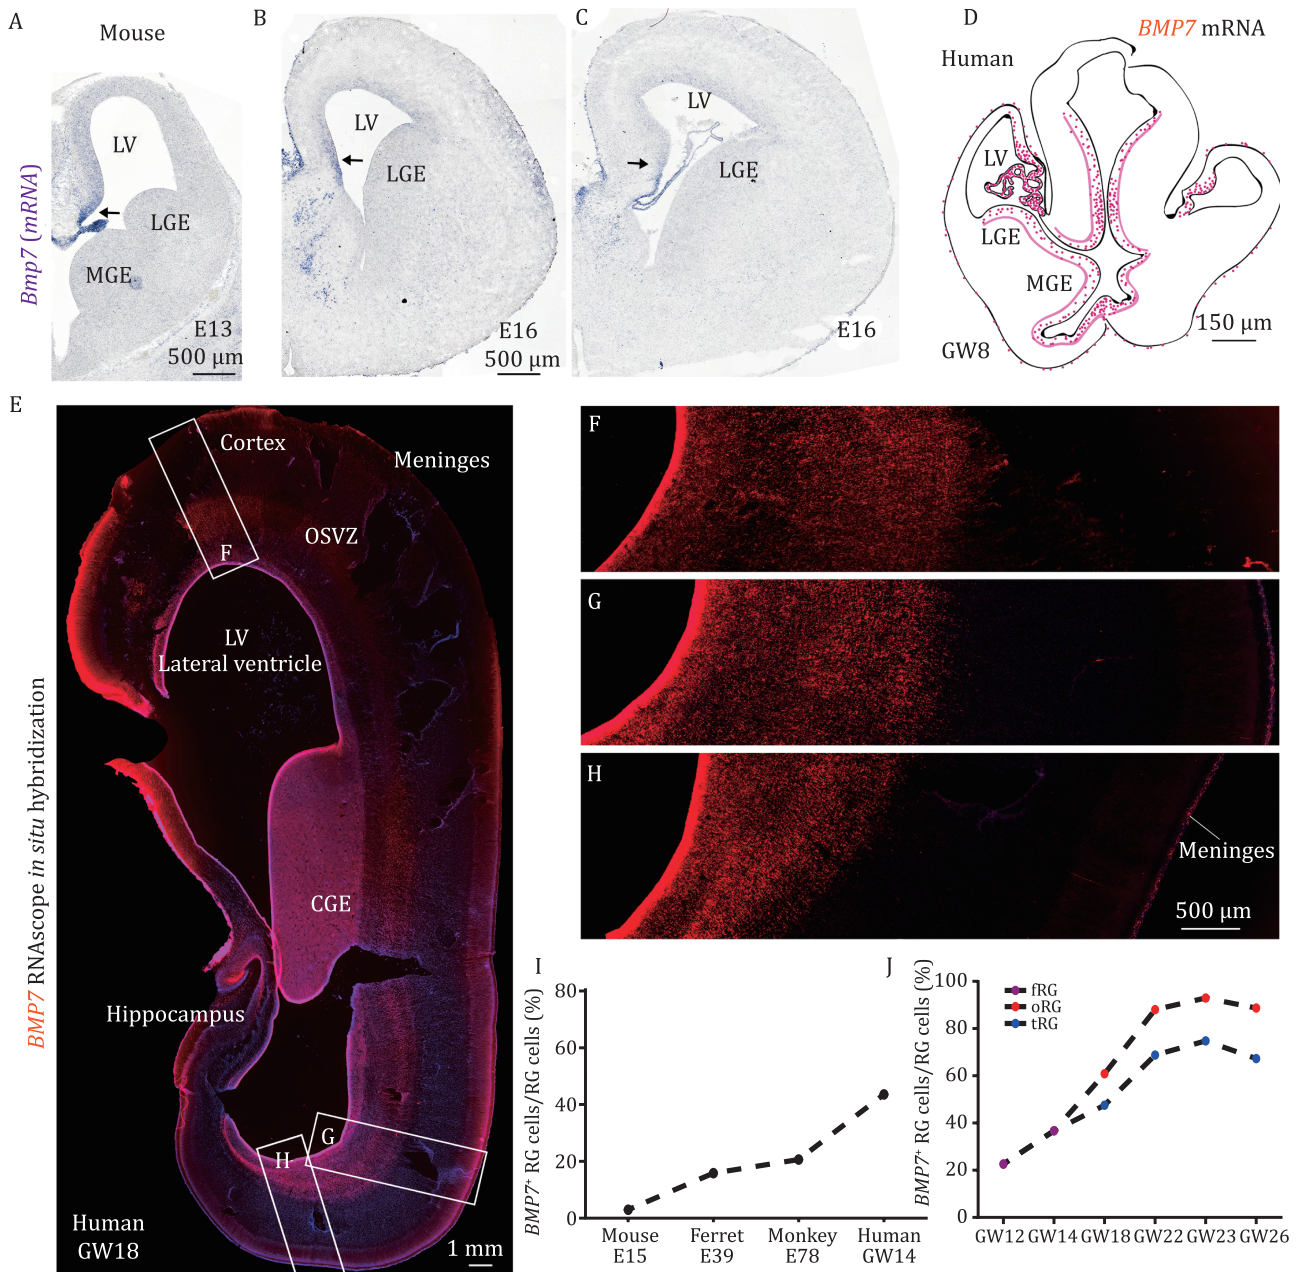 A
Mouse
LV
LGE
MGE
E13
500 μm
Bmp7 (mRNA)
B
LV
LGE
E16
500 μm
C
LV
LGE
E16
D
BMP7 mRNA
Human
LV
LGE
MGE
GW8
150 μm
E
Cortex
Meninges
OSVZ
F
LV
Lateral ventricle
CGE
Hippocampus
G
H
Human
GW18
1 mm
BMP7 RNAscope in situ hybridization
F
G
H
Meninges
500 μm
I
BMP7+ RG cells/RG cells (%)
80
60
40
20
0
Mouse
E15
Ferret
E39
Monkey
E78
Human
GW14
J
BMP7+ RG cells/RG cells (%)
100
80
60
40
20
0
fRG
oRG
tRG
GW12 GW14 GW18 GW22 GW23 GW26